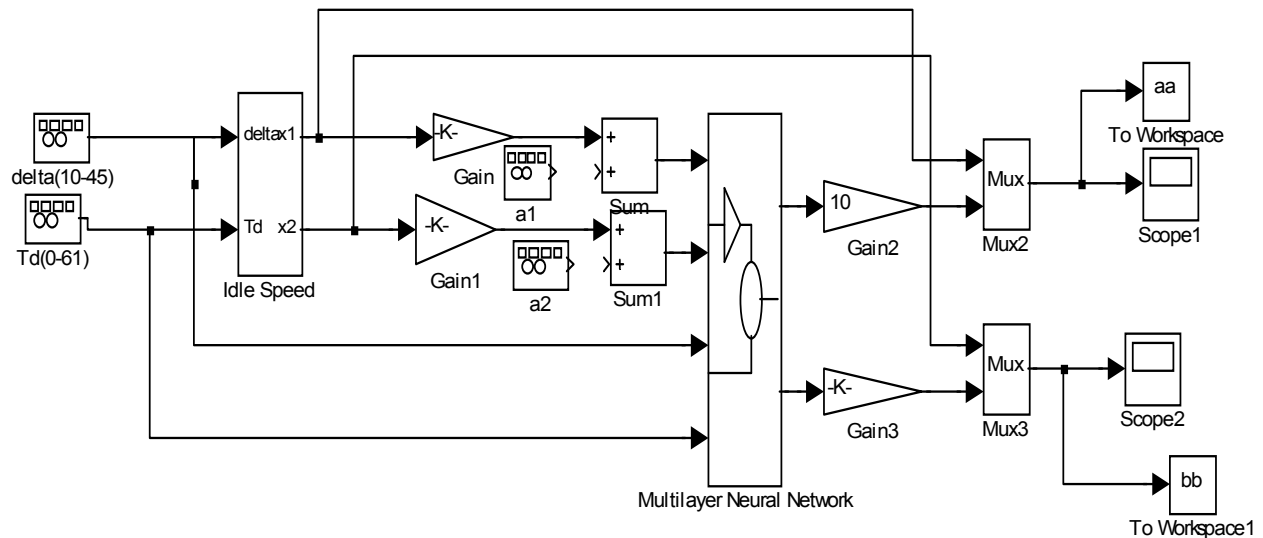 aa
To Workspace
delta(10-45)
deltax1
-K-
Gain
a1
+
+
Sum
Mux
Mux2
Scope1
Td(0-61)
Td
x2
Idle Speed
-K-
Gain1
a2
+
+
Sum1
10
Gain2
Multilayer Neural Network
-K-
Gain3
Mux
Mux3
Scope2
bb
To Workspace1